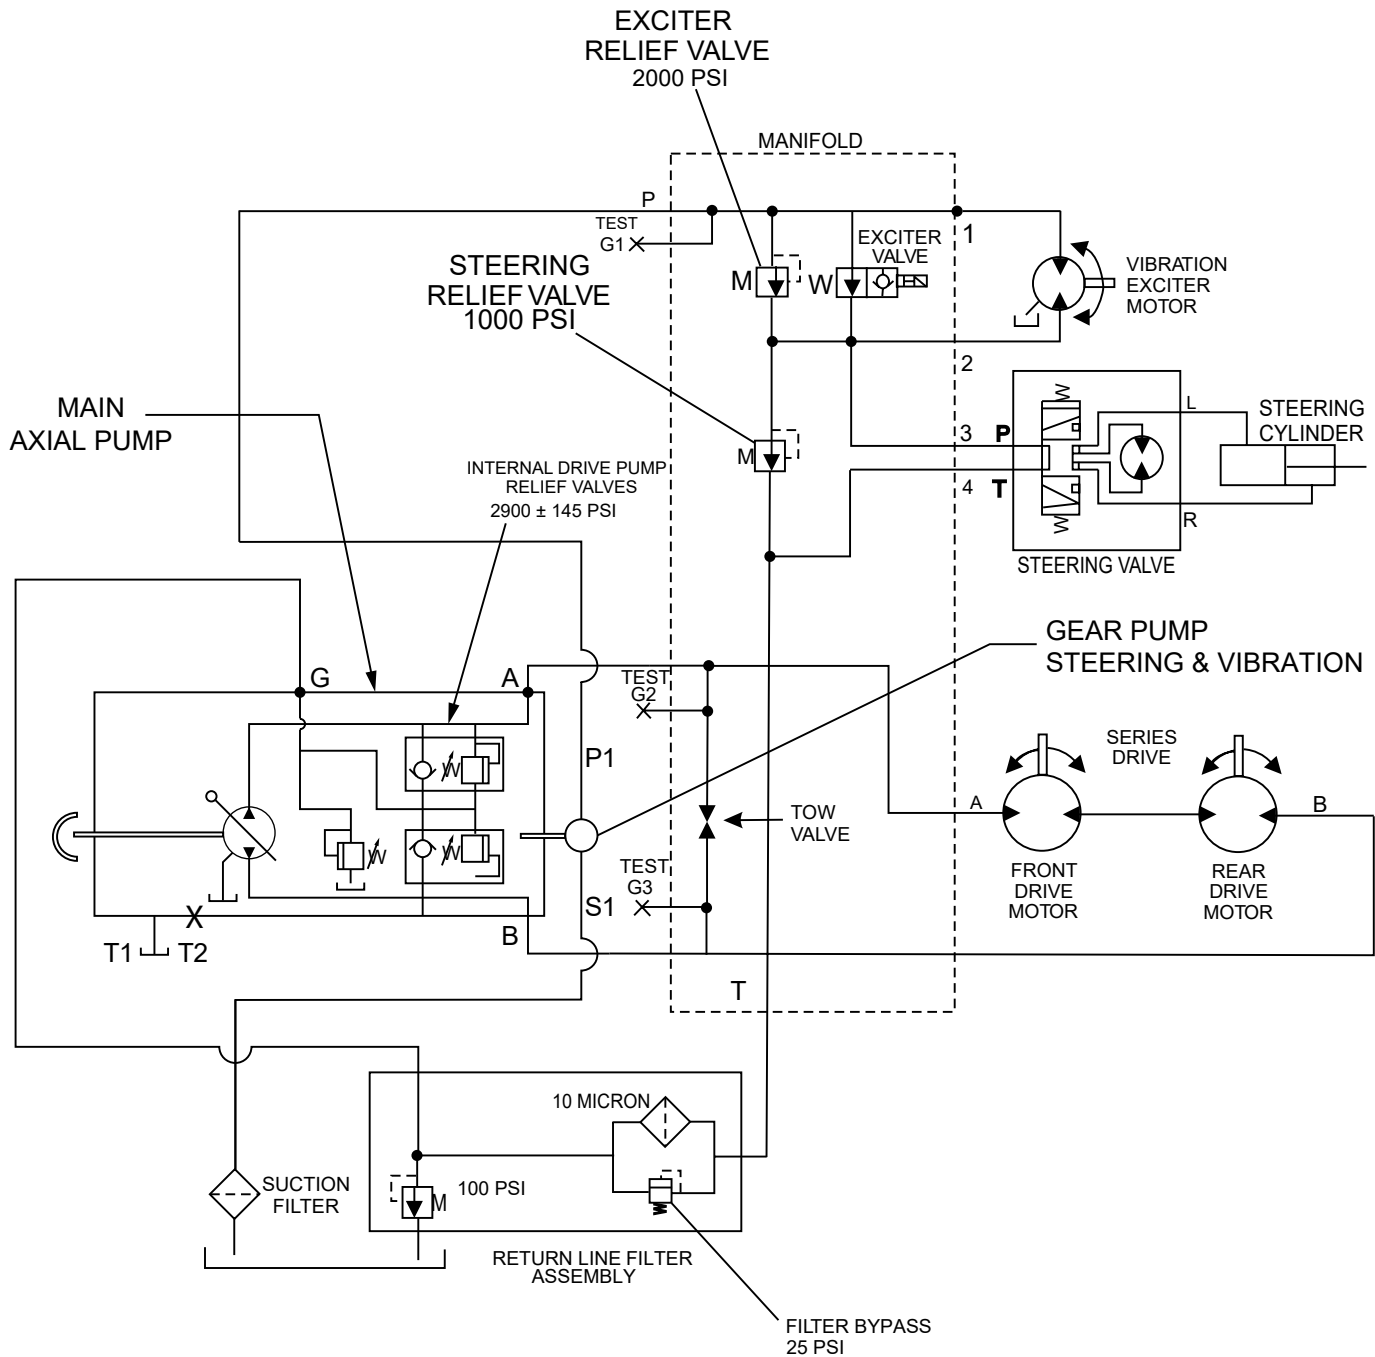 EXCITER
RELIEF VALVE
2000 PSI
MANIFOLD
P
TEST
G1
1
EXCITER
VALVE
STEERING
RELIEF VALVE
1000 PSI
M
W
VIBRATION
EXCITER
MOTOR
2
MAIN
AXIAL PUMP
L
STEERING
CYLINDER
3
P
M
W
INTERNAL DRIVE PUMP
RELIEF VALVES
2900 ± 145 PSI
4
T
W
R
STEERING VALVE
GEAR PUMP
STEERING & VIBRATION
G
A
TEST
G2
SERIES
DRIVE
P1
W
A
B
TOW
VALVE
W
W
TEST
G3
FRONT
DRIVE
MOTOR
REAR
DRIVE
MOTOR
S1
X
B
T1
T2
T
10 MICRON
SUCTION
FILTER
100 PSI
M
W
RETURN LINE FILTER
ASSEMBLY
FILTER BYPASS
25 PSI